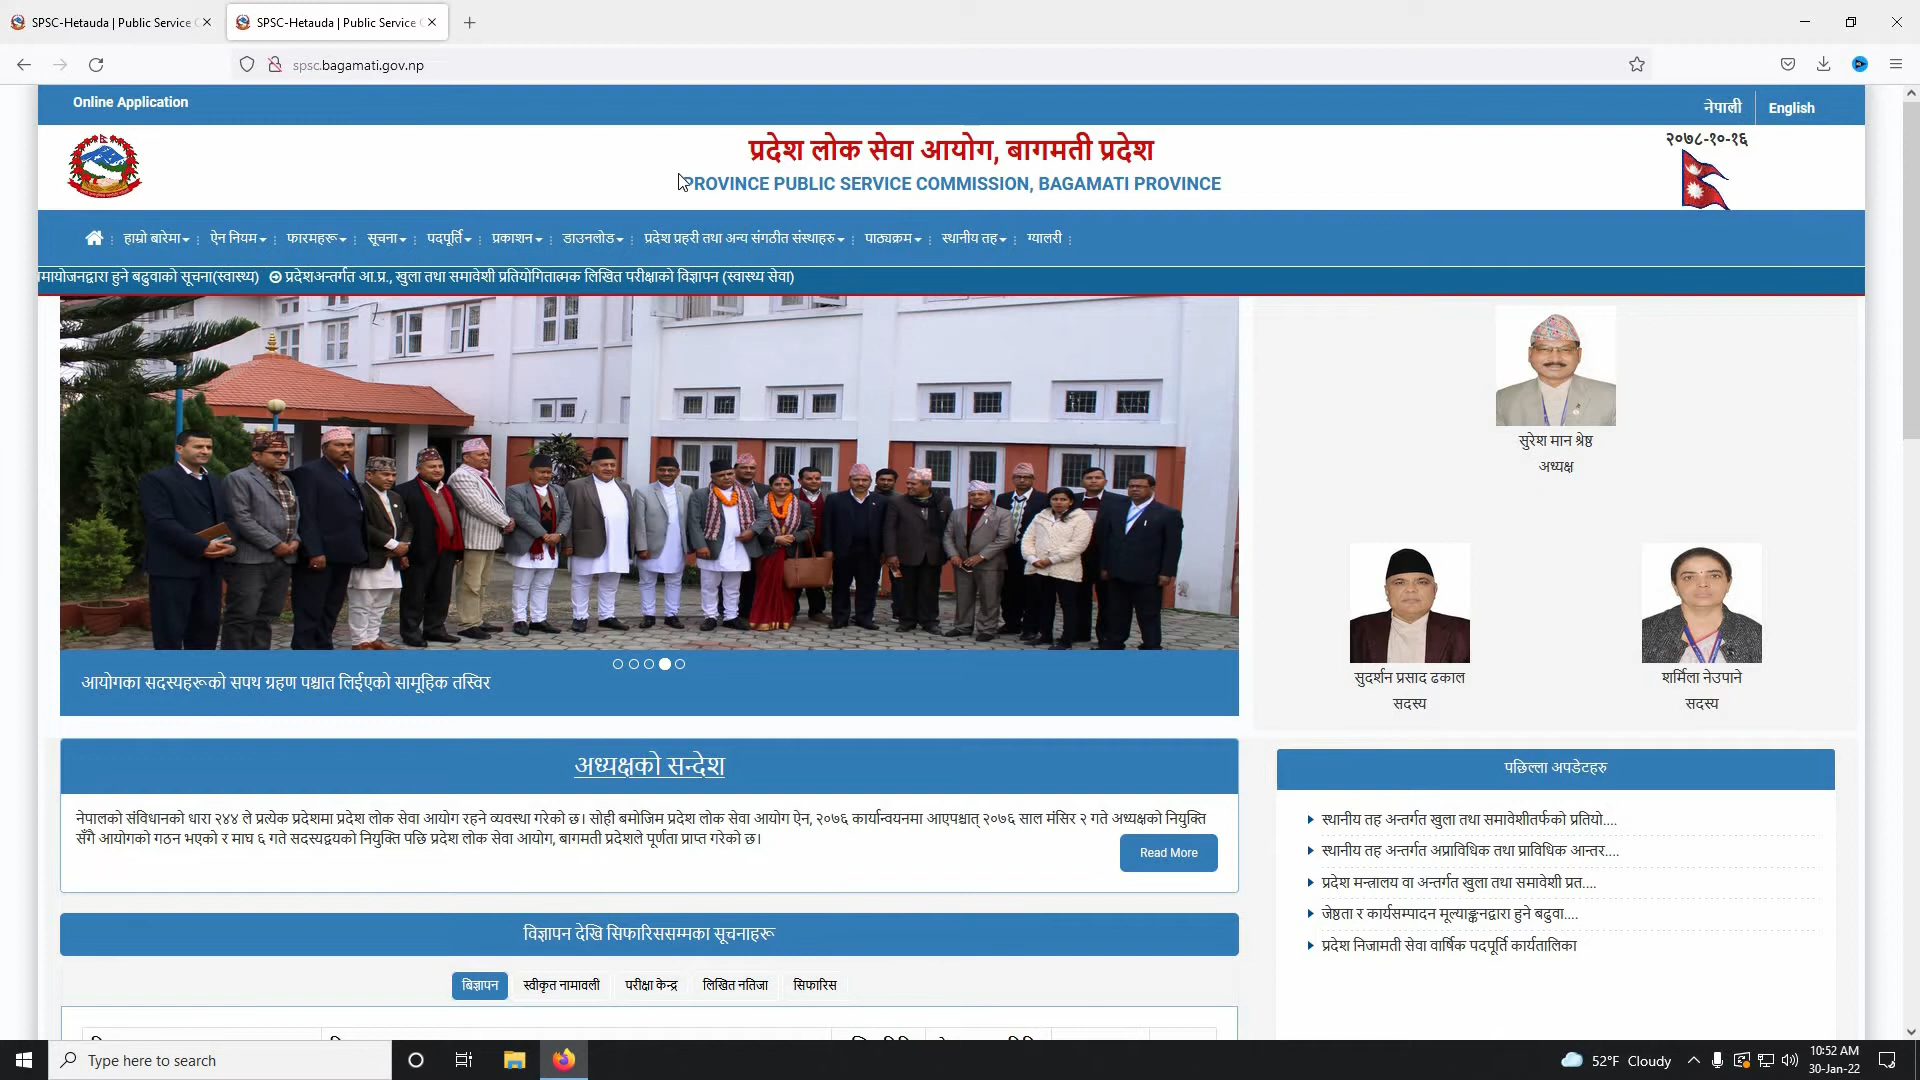 SPSC-Hetauda | Public Service
SPSC-Hetauda | Public Service
spsc.bagamati.gov.np
Online Application
नेपाली
English
प्रदेश लोक सेवा आयोग, बागमती प्रदेश
PROVINCE PUBLIC SERVICE COMMISSION, BAGAMATI PROVINCE
२०७८-१०-१६
हाम्रो बारेमा
ऐन नियम
फारमहरू
सूचना
पदपूर्ति
प्रकाशन
डाउनलोड
प्रदेश प्रहरी तथा अन्य संगठीत संस्थाहरु
पाठ्यक्रम
स्थानीय तह
ग्यालरी
मायोजनद्वारा हुने बढुवाको सूचना(स्वास्थ्य) प्रदेशअन्तर्गत आ.प्र., खुला तथा समावेशी प्रतियोगितात्मक लिखित परीक्षाको विज्ञापन (स्वास्थ्य सेवा)
सुरेश मान श्रेष्ठ
अध्यक्ष
सुदर्शन प्रसाद ढकाल
सदस्य
शर्मिला नेउपाने
सदस्य
आयोगका सदस्यहरूको सपथ ग्रहण पश्चात लिईएको सामूहिक तस्विर
अध्यक्षको सन्देश
नेपालको संविधानको धारा २४४ ले प्रत्येक प्रदेशमा प्रदेश लोक सेवा आयोग रहने व्यवस्था गरेको छ। सोही बमोजिम प्रदेश लोक सेवा आयोग ऐन, २०७६ कार्यान्वयनमा आएपश्चात् २०७६ साल मंसिर २ गते अध्यक्षको नियुक्ति
सँगै आयोगको गठन भएको र माघ ६ गते सदस्यद्वयको नियुक्ति पछि प्रदेश लोक सेवा आयोग, बागमती प्रदेशले पूर्णता प्राप्त गरेको छ।
Read More
पछिल्ला अपडेटहरु
स्थानीय तह अन्तर्गत खुला तथा समावेशीतर्फको प्रतियो....
स्थानीय तह अन्तर्गत अप्राविधिक तथा प्राविधिक आन्तर....
प्रदेश मन्त्रालय वा अन्तर्गत खुला तथा समावेशी प्रत....
जेष्ठता र कार्यसम्पादन मूल्याङ्कनद्वारा हुने बढुवा....
प्रदेश निजामती सेवा वार्षिक पदपूर्ति कार्यतालिका
विज्ञापन देखि सिफारिससम्मका सूचनाहरू
बिज्ञापन
स्वीकृत नामावली
परीक्षा केन्द्र
लिखित नतिजा
सिफारिस
Type here to search
52°F Cloudy
10:52 AM
30-Jan-22